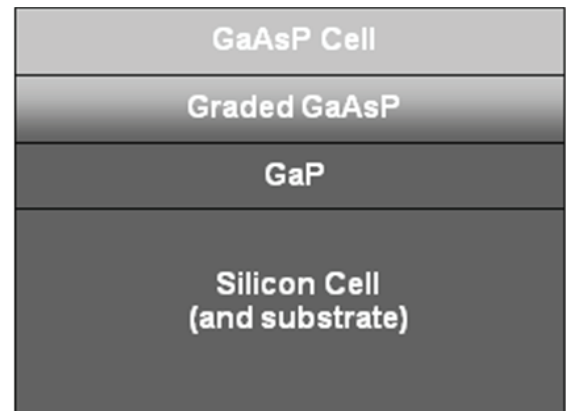 GaAsP Cell
Graded GaAsP
GaP
Silicon Cell
(and substrate)